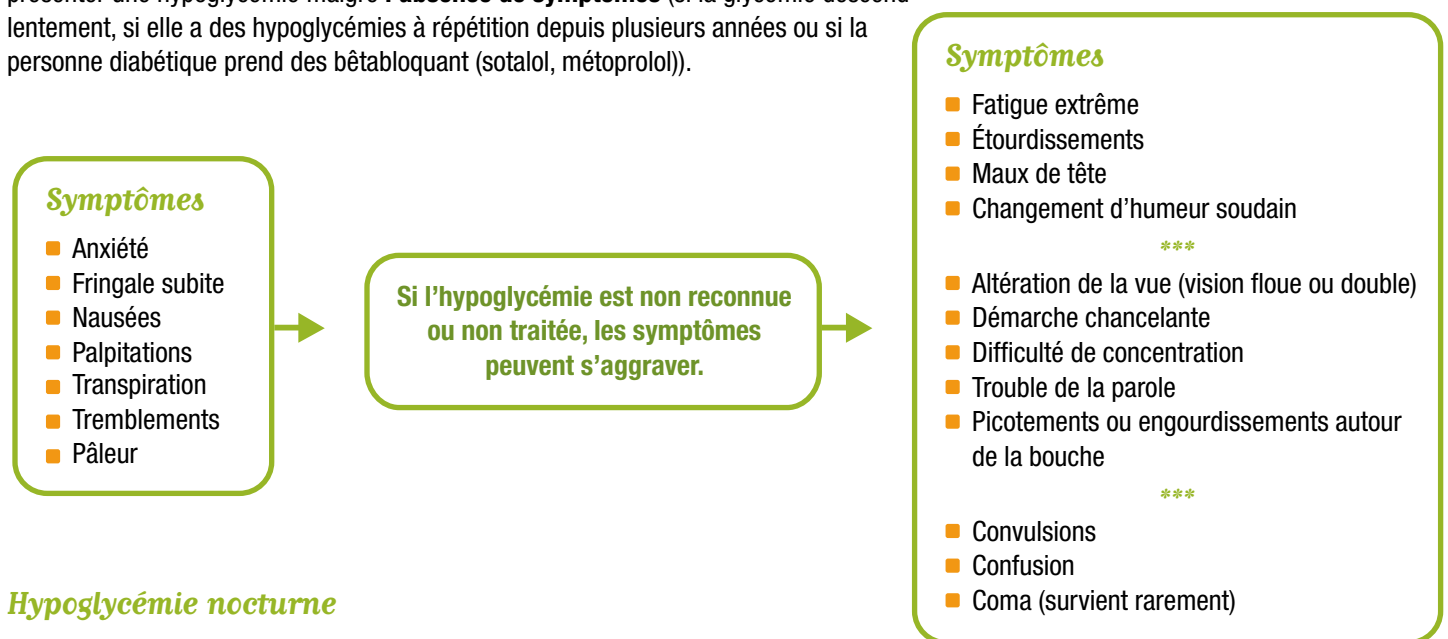 lentement, si elle a des hypoglycémies à répétition depuis plusieurs années ou si la
personne diabétique prend des bêtabloquant (sotalol, métoprolol)).
Symptômes
Anxiété
Fringale subite
Nausées
Palpitations
Transpiration
Tremblements
Pâleur
Si l’hypoglycémie est non reconnue
ou non traitée, les symptômes
peuvent s’aggraver.
Symptômes
Fatigue extrême
Étourdissements
Maux de tête
Changement d’humeur soudain
***
Altération de la vue (vision floue ou double)
Démarche chancelante
Difficulté de concentration
Trouble de la parole
Picotements ou engourdissements autour
de la bouche
***
Convulsions
Confusion
Coma (survient rarement)
Hypoglycémie nocturne